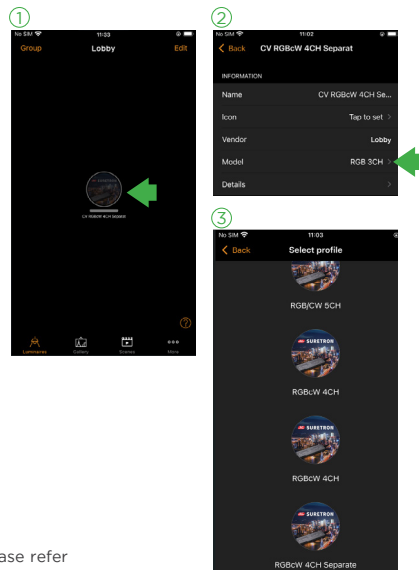 ①
No SIM 11:33
Group Lobby Edit
CV RGBcW 4CH Separat
?
Luminaires Gallery Scenes More
②
No SIM 11:02
Back CV RGBcW 4CH Separat
INFORMATION
Name CV RGBcW 4CH Se...
Icon Tap to set
Vendor Lobby
Model RGB 3CH
Details
③
No SIM 11:03
Back Select profile
RGB/CW 5CH
SURETRON
RGBcW 4CH
SURETRON
RGBcW 4CH
SURETRON
RGBcW 4CH Separate
ase refer